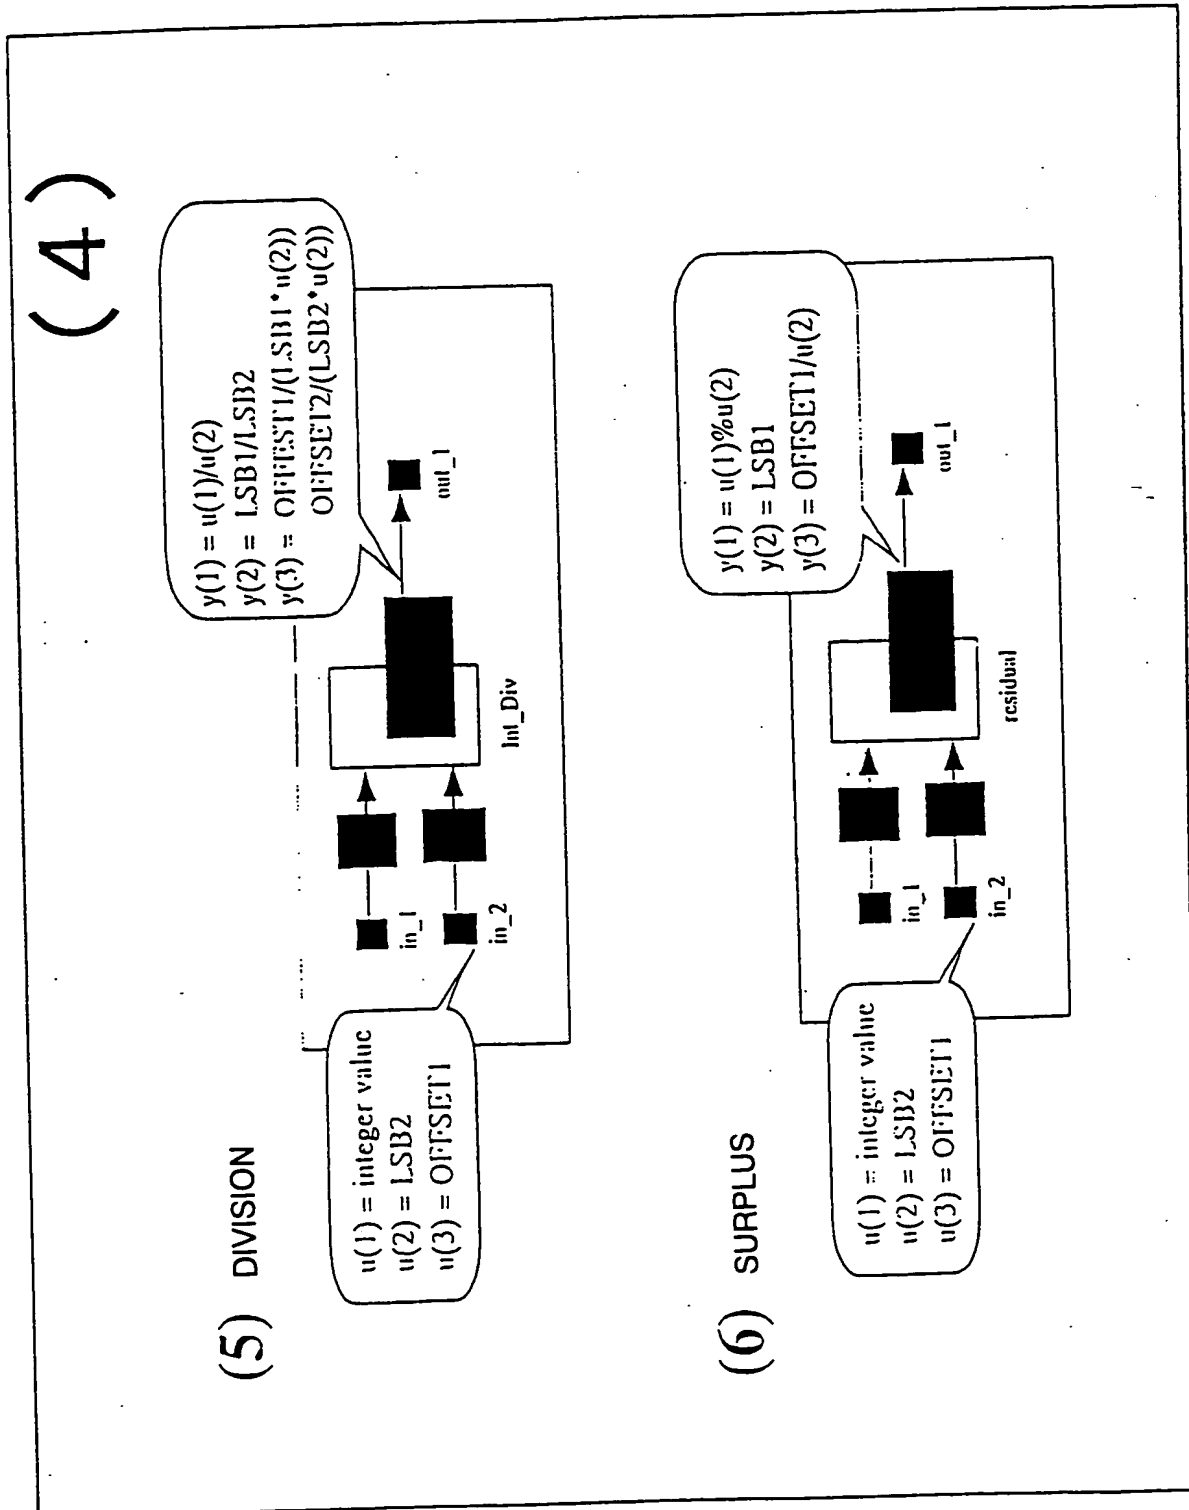 (4)
(5) DIVISION
y(1) = u(1)/u(2)
y(2) = LSB1/LSB2
y(3) = OFFEST1/(LSB1*u(2))
OFFSET2/(LSB2*u(2))
u(1) = integer value
u(2) = LSB2
u(3) = OFFSET1
in_1
in_2
Int_Div
out_1
(6) SURPLUS
y(1) = u(1)%u(2)
y(2) = LSB1
y(3) = OFFSET1/u(2)
u(1) = integer value
u(2) = LSB2
u(3) = OFFSET1
in_1
in_2
residual
out_1